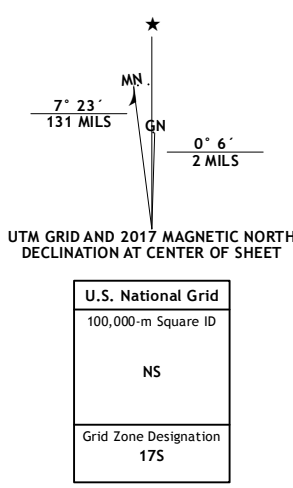 ★
MN
7° 23´
131 MILS
GN
0° 6´
2 MILS
UTM GRID AND 2017 MAGNETIC NORTH
DECLINATION AT CENTER OF SHEET
U.S. National Grid
100,000-m Square ID
NS
Grid Zone Designation
17S